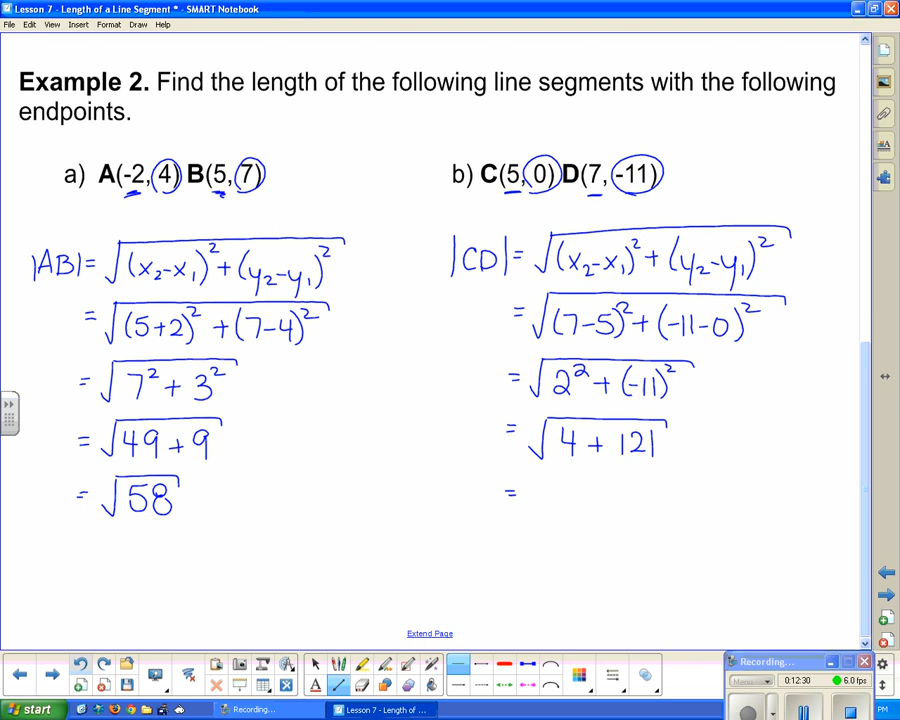 Lesson 7 - Length of a Line Segment * - SMART Notebook
File Edit View Insert Format Draw Help
Example 2. Find the length of the following line segments with the following
endpoints.
a) A(-2, 4) B(5, 7)
b) C(5, 0) D(7, -11)
|AB| = √((x₂-x₁)² + (y₂-y₁)²)
= √((5+2)² + (7-4)²)
= √(7² + 3²)
= √(49 + 9)
= √58
|CD| = √((x₂-x₁)² + (y₂-y₁)²)
= √((7-5)² + (-11-0)²)
= √(2² + (-11)²)
= √(4 + 121)
=
Extend Page
Recording...
Menu
0:12:30
6.0 fps
start
Recording...
Lesson 7 - Length of ...
PM